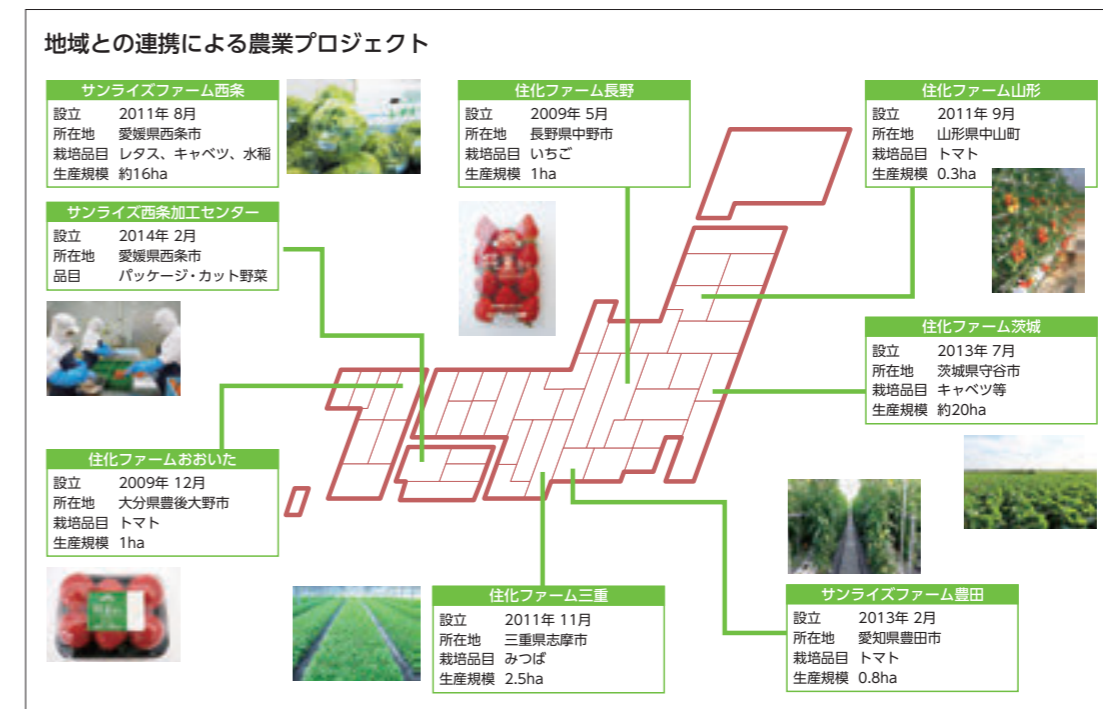 地域との連携による農業プロジェクト
サンライズファーム西条
設立 2011年 8月
所在地 愛媛県西条市
栽培品目 レタス、キャベツ、水稲
生産規模 約16ha
サンライズ西条加工センター
設立 2014年 2月
所在地 愛媛県西条市
品目 パッケージ・カット野菜
住化ファームおおいた
設立 2009年 12月
所在地 大分県豊後大野市
栽培品目 トマト
生産規模 1ha
住化ファーム長野
設立 2009年 5月
所在地 長野県中野市
栽培品目 いちご
生産規模 1ha
住化ファーム三重
設立 2011年 11月
所在地 三重県志摩市
栽培品目 みつば
生産規模 2.5ha
住化ファーム山形
設立 2011年 9月
所在地 山形県中山町
栽培品目 トマト
生産規模 0.3ha
住化ファーム茨城
設立 2013年 7月
所在地 茨城県守谷市
栽培品目 キャベツ等
生産規模 約20ha
サンライズファーム豊田
設立 2013年 2月
所在地 愛知県豊田市
栽培品目 トマト
生産規模 0.8ha